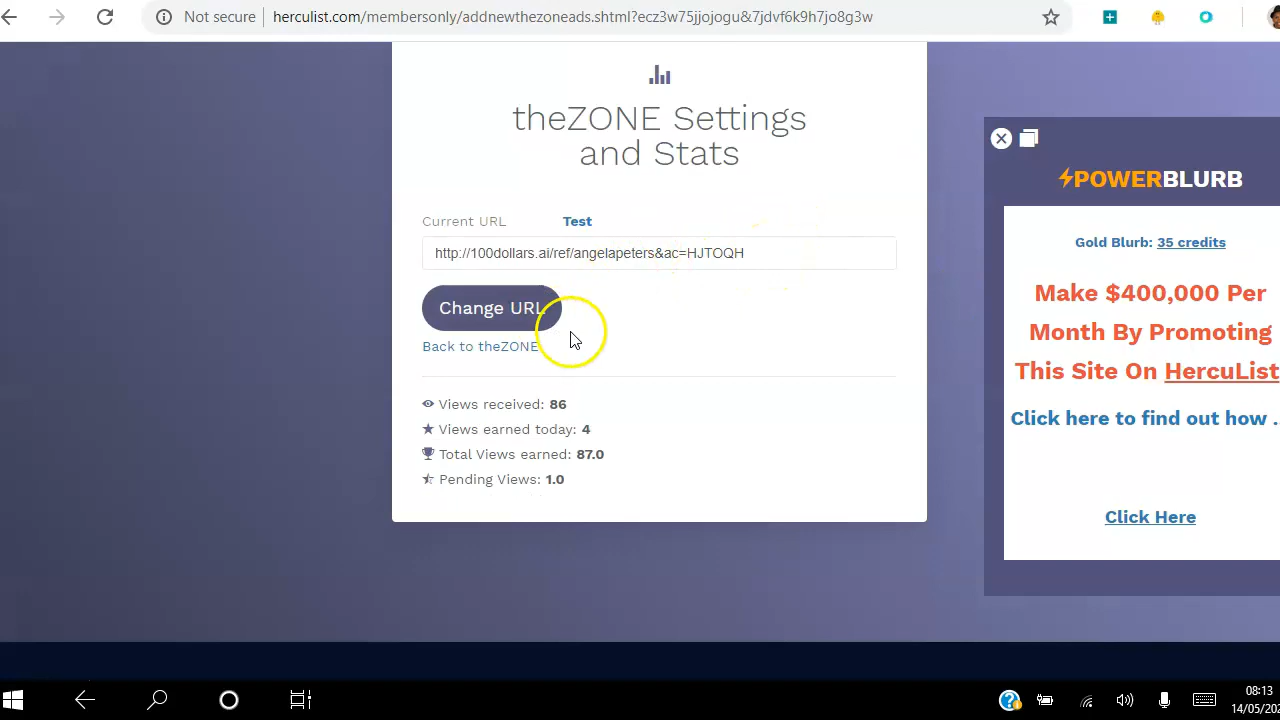 Not secure
herculist.com/membersonly/addnewthezoneads.shtml?ecz3w75jjojogu&7jdvf6k9h7jo8g3w
theZONE Settings
and Stats
Current URL
Test
http://100dollars.ai/ref/angelapeters&ac=HJTOQH
Change URL
Back to theZONE
Views received: 86
Views earned today: 4
Total Views earned: 87.0
Pending Views: 1.0
POWERBLURB
Gold Blurb: 35 credits
Make $400,000 Per
Month By Promoting
This Site On HercuList
Click here to find out how ..
Click Here
08:13
14/05/202